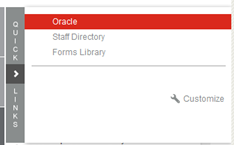 QUICK
LINKS
Oracle
Staff Directory
Forms Library
Customize